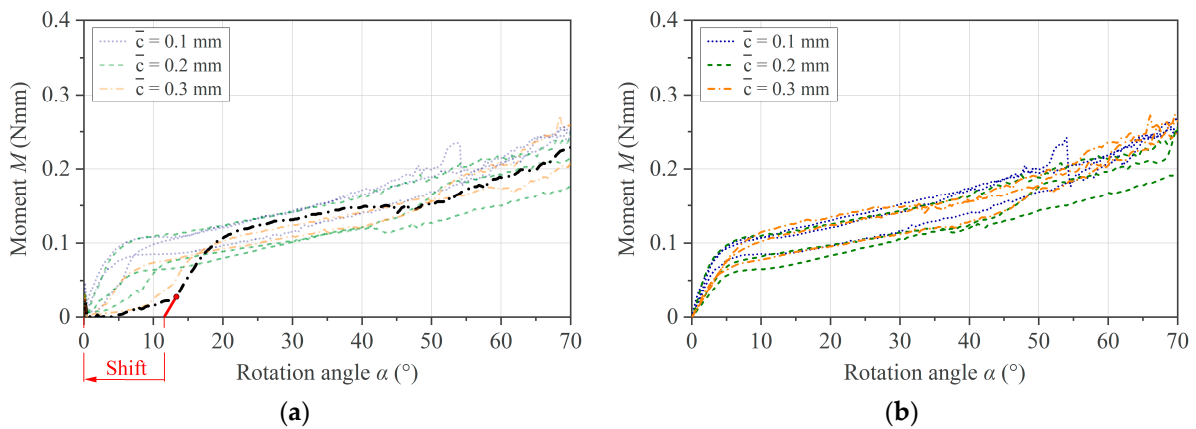 0.4
0.3
0.2
0.1
0
Moment M (Nmm)
c̅ = 0.1 mm
c̅ = 0.2 mm
c̅ = 0.3 mm
0 10 20 30 40 50 60 70
Shift
Rotation angle α (°)
(a)
0.4
0.3
0.2
0.1
0
Moment M (Nmm)
c̅ = 0.1 mm
c̅ = 0.2 mm
c̅ = 0.3 mm
0 10 20 30 40 50 60 70
Rotation angle α (°)
(b)